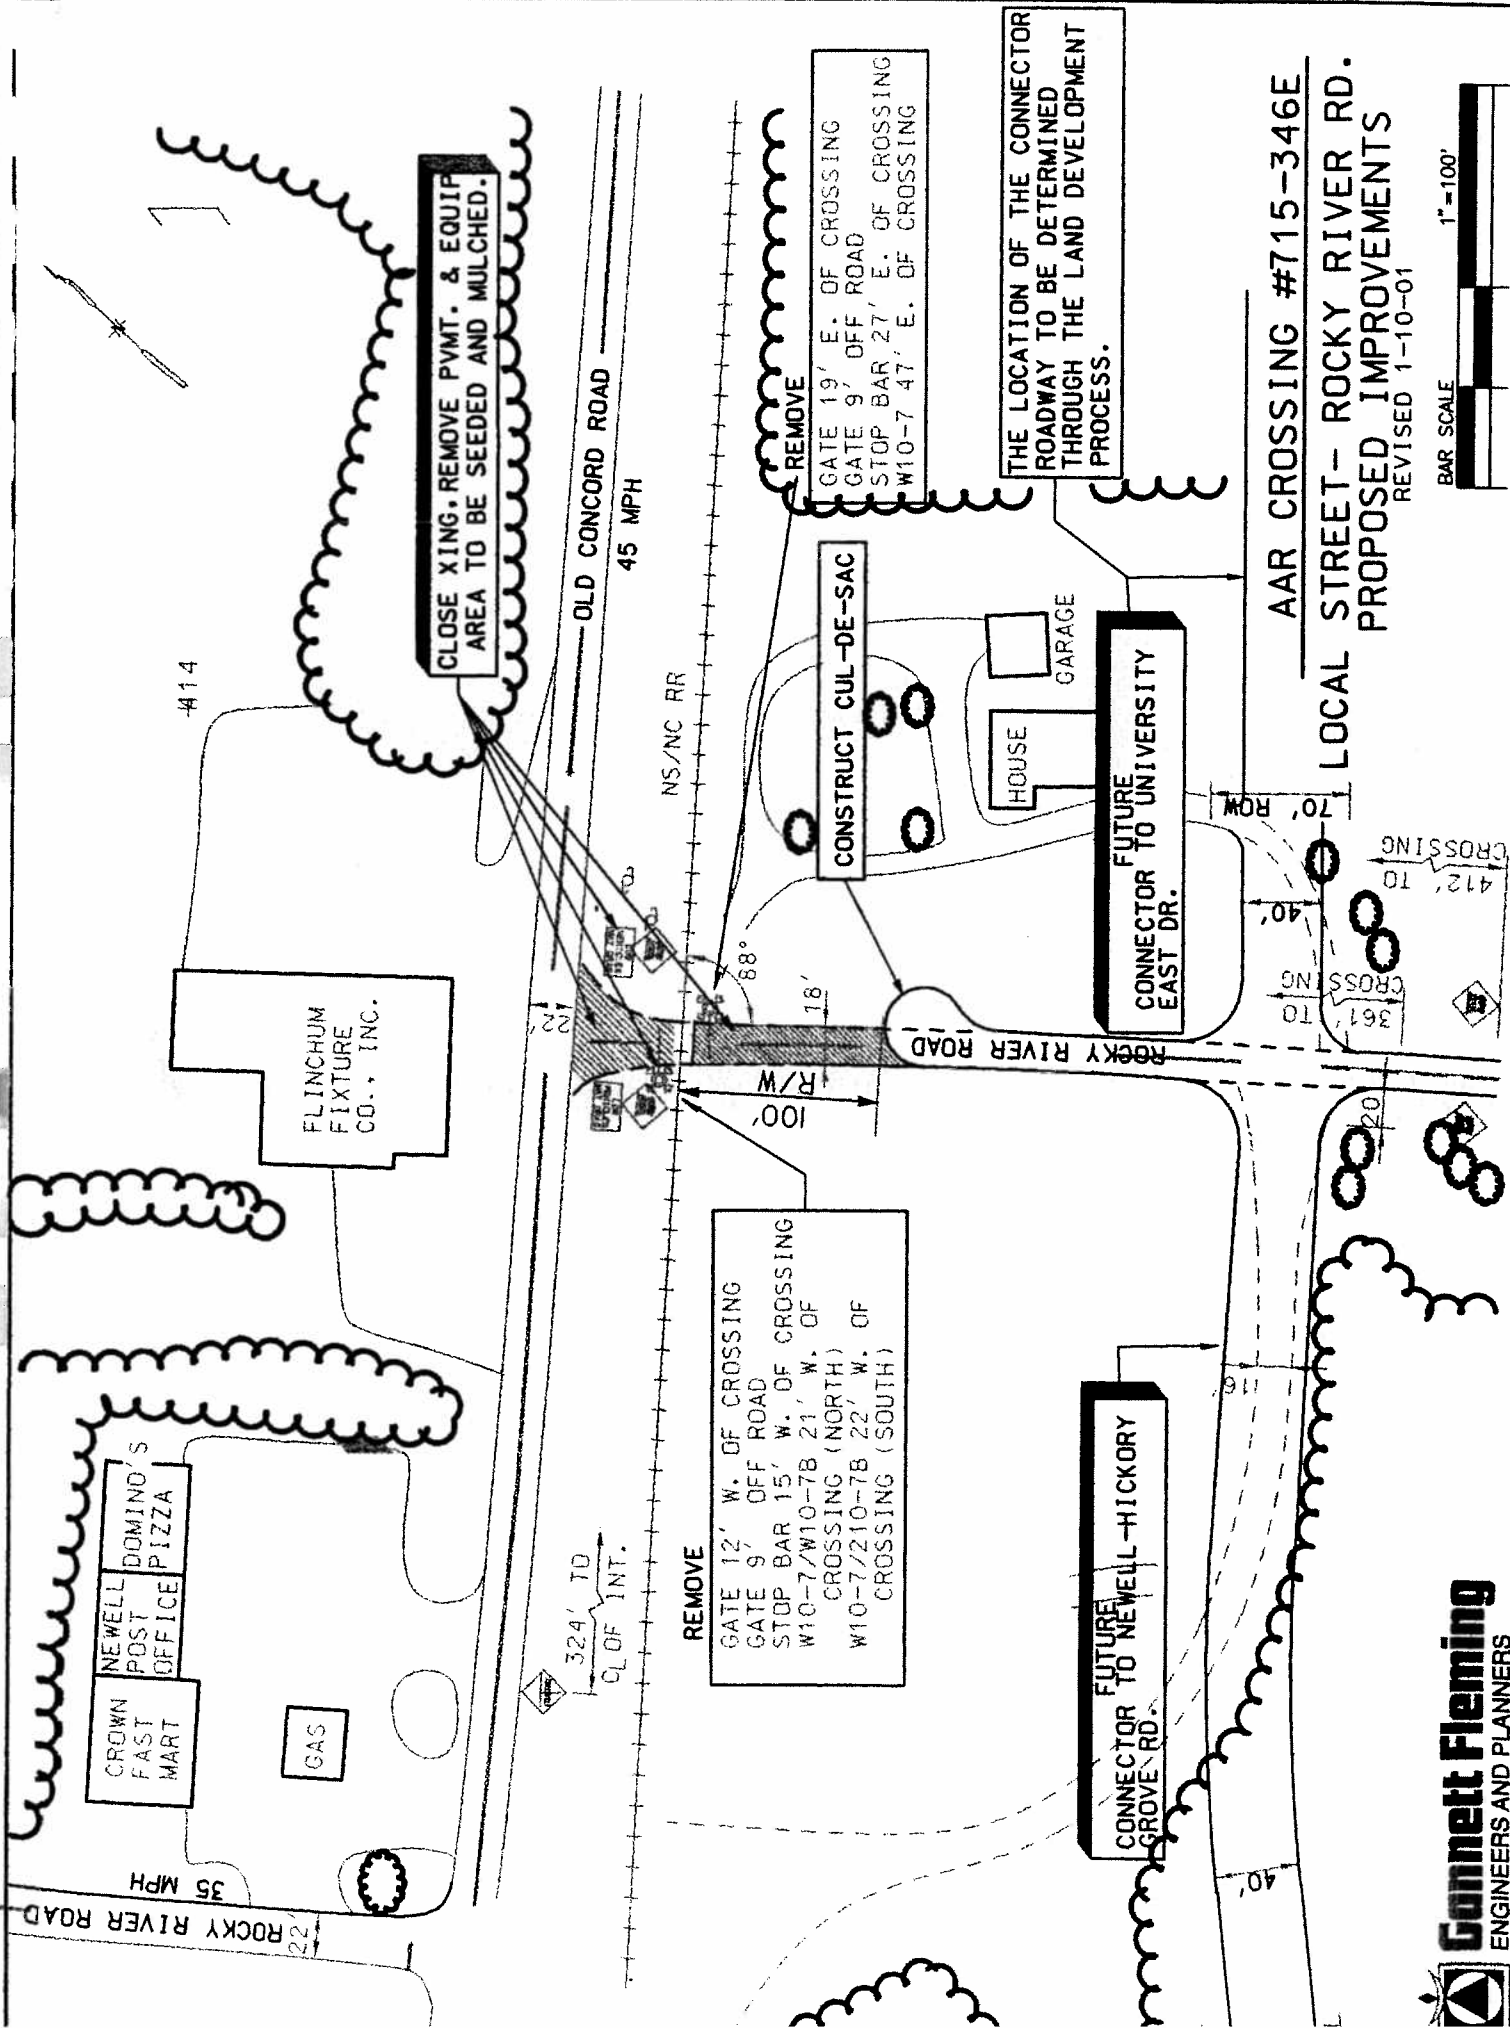 ROCKY RIVER ROAD
35 MPH
22'
CROWN
FAST
MART
NEWELL
POST
OFFICE
DOMINO'S
PIZZA
GAS
FLINCHUM
FIXTURE
CO., INC.
414
CLOSE XING, REMOVE PVMT. & EQUIP
AREA TO BE SEEDED AND MULCHED.
22'
OLD CONCORD ROAD
45 MPH
324' TO
CL OF INT.
NS/NC RR
88°
18'
100'
R/W
REMOVE
GATE 12' W. OF CROSSING
GATE 9' OFF ROAD
STOP BAR 15' W. OF CROSSING
W10-7/W10-7B 21' W. OF
CROSSING (NORTH)
W10-7/210-7B 22' W. OF
CROSSING (SOUTH)
REMOVE
GATE 19' E. OF CROSSING
GATE 9' OFF ROAD
STOP BAR 27' E. OF CROSSING
W10-7 47' E. OF CROSSING
CONSTRUCT CUL-DE-SAC
HOUSE
GARAGE
ROCKY RIVER ROAD
THE LOCATION OF THE CONNECTOR
ROADWAY TO BE DETERMINED
THROUGH THE LAND DEVELOPMENT
PROCESS.
FUTURE
CONNECTOR TO UNIVERSITY
EAST DR.
FUTURE
CONNECTOR TO NEWELL-HICKORY
GROVE RD.
16'
40'
40'
70' ROW
361' TO
CROSSING
412' TO
CROSSING
20'
AAR CROSSING #715-346E
LOCAL STREET- ROCKY RIVER RD.
PROPOSED IMPROVEMENTS
REVISED 1-10-01
BAR SCALE
1"=100'
Gannett Fleming
ENGINEERS AND PLANNERS